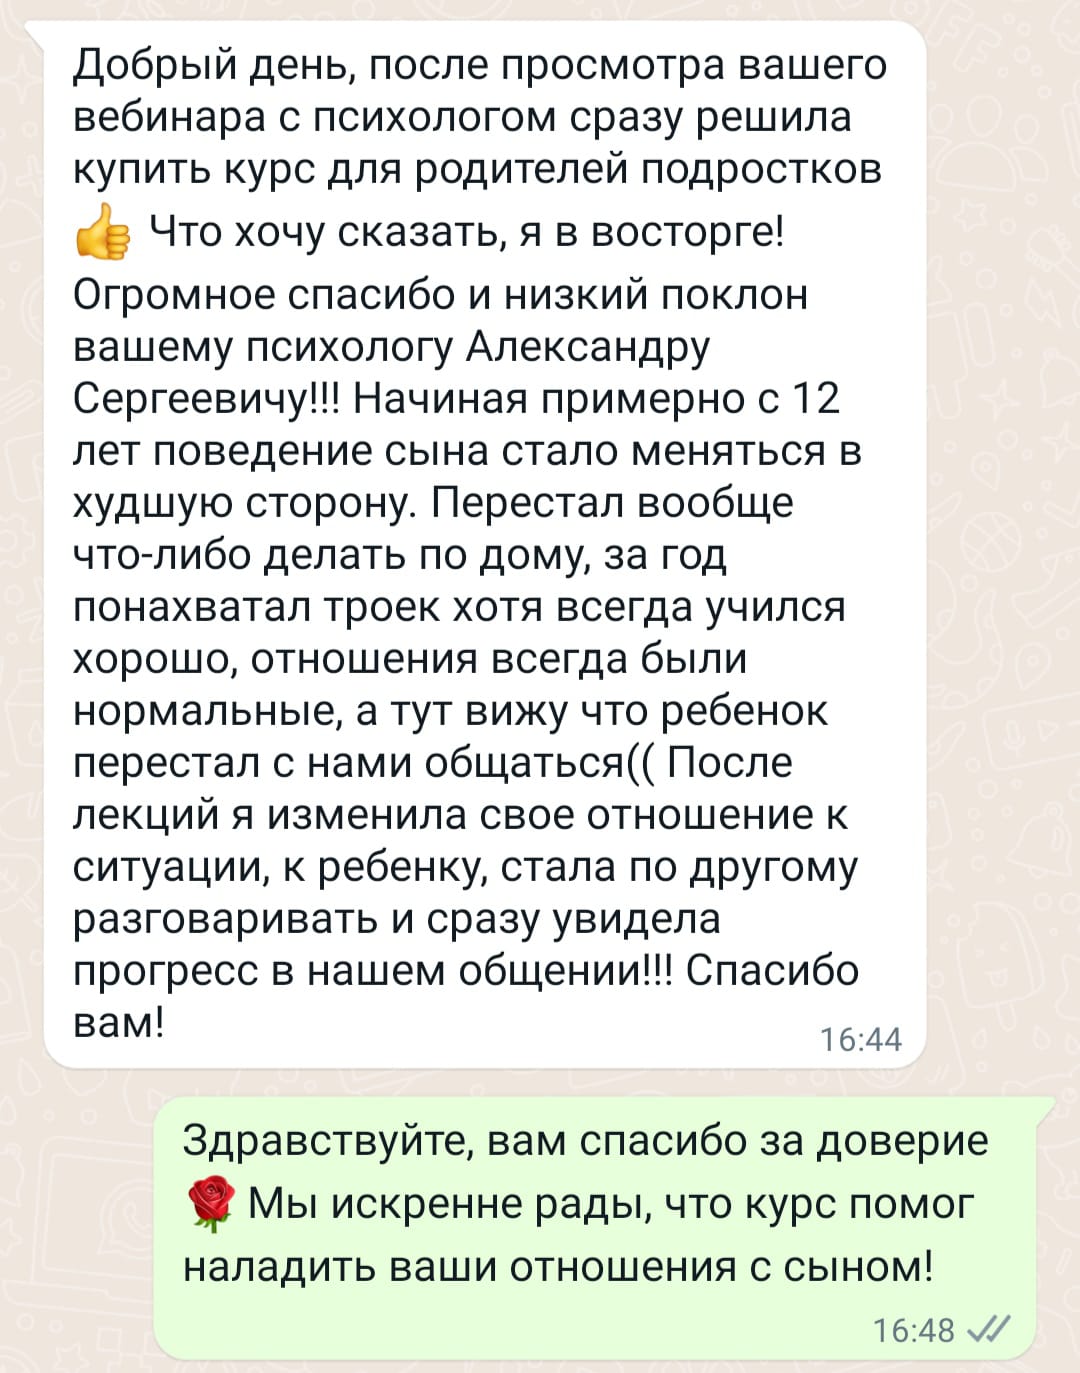 Добрый день, после просмотра вашего
вебинара с психологом сразу решила
купить курс для родителей подростков
👍 Что хочу сказать, я в восторге!
Огромное спасибо и низкий поклон
вашему психологу Александру
Сергеевичу!!! Начиная примерно с 12
лет поведение сына стало меняться в
худшую сторону. Перестал вообще
что-либо делать по дому, за год
понахватал троек хотя всегда учился
хорошо, отношения всегда были
нормальные, а тут вижу что ребенок
перестал с нами общаться(( После
лекций я изменила свое отношение к
ситуации, к ребенку, стала по другому
разговаривать и сразу увидела
прогресс в нашем общении!!! Спасибо
вам!
16:44
Здравствуйте, вам спасибо за доверие
🌹 Мы искренне рады, что курс помог
наладить ваши отношения с сыном!
16:48